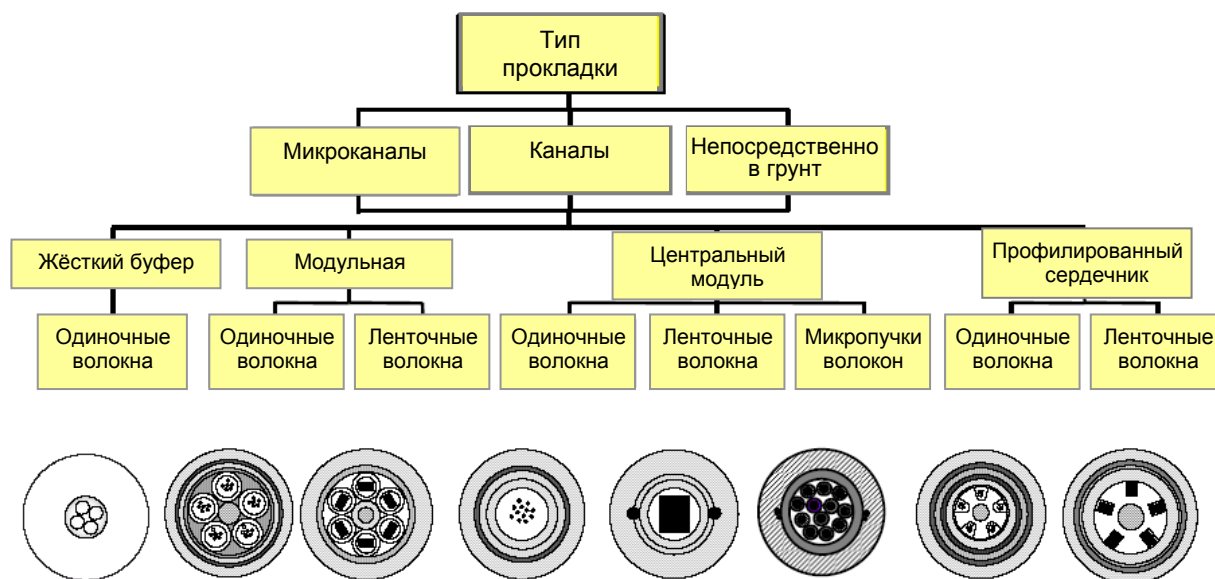 Тип
прокладки
Микроканалы
Каналы
Непосредственно
в грунт
Жёсткий буфер
Модульная
Центральный
модуль
Профилированный
сердечник
Одиночные
волокна
Одиночные
волокна
Ленточные
волокна
Одиночные
волокна
Ленточные
волокна
Микропучки
волокон
Одиночные
волокна
Ленточные
волокна